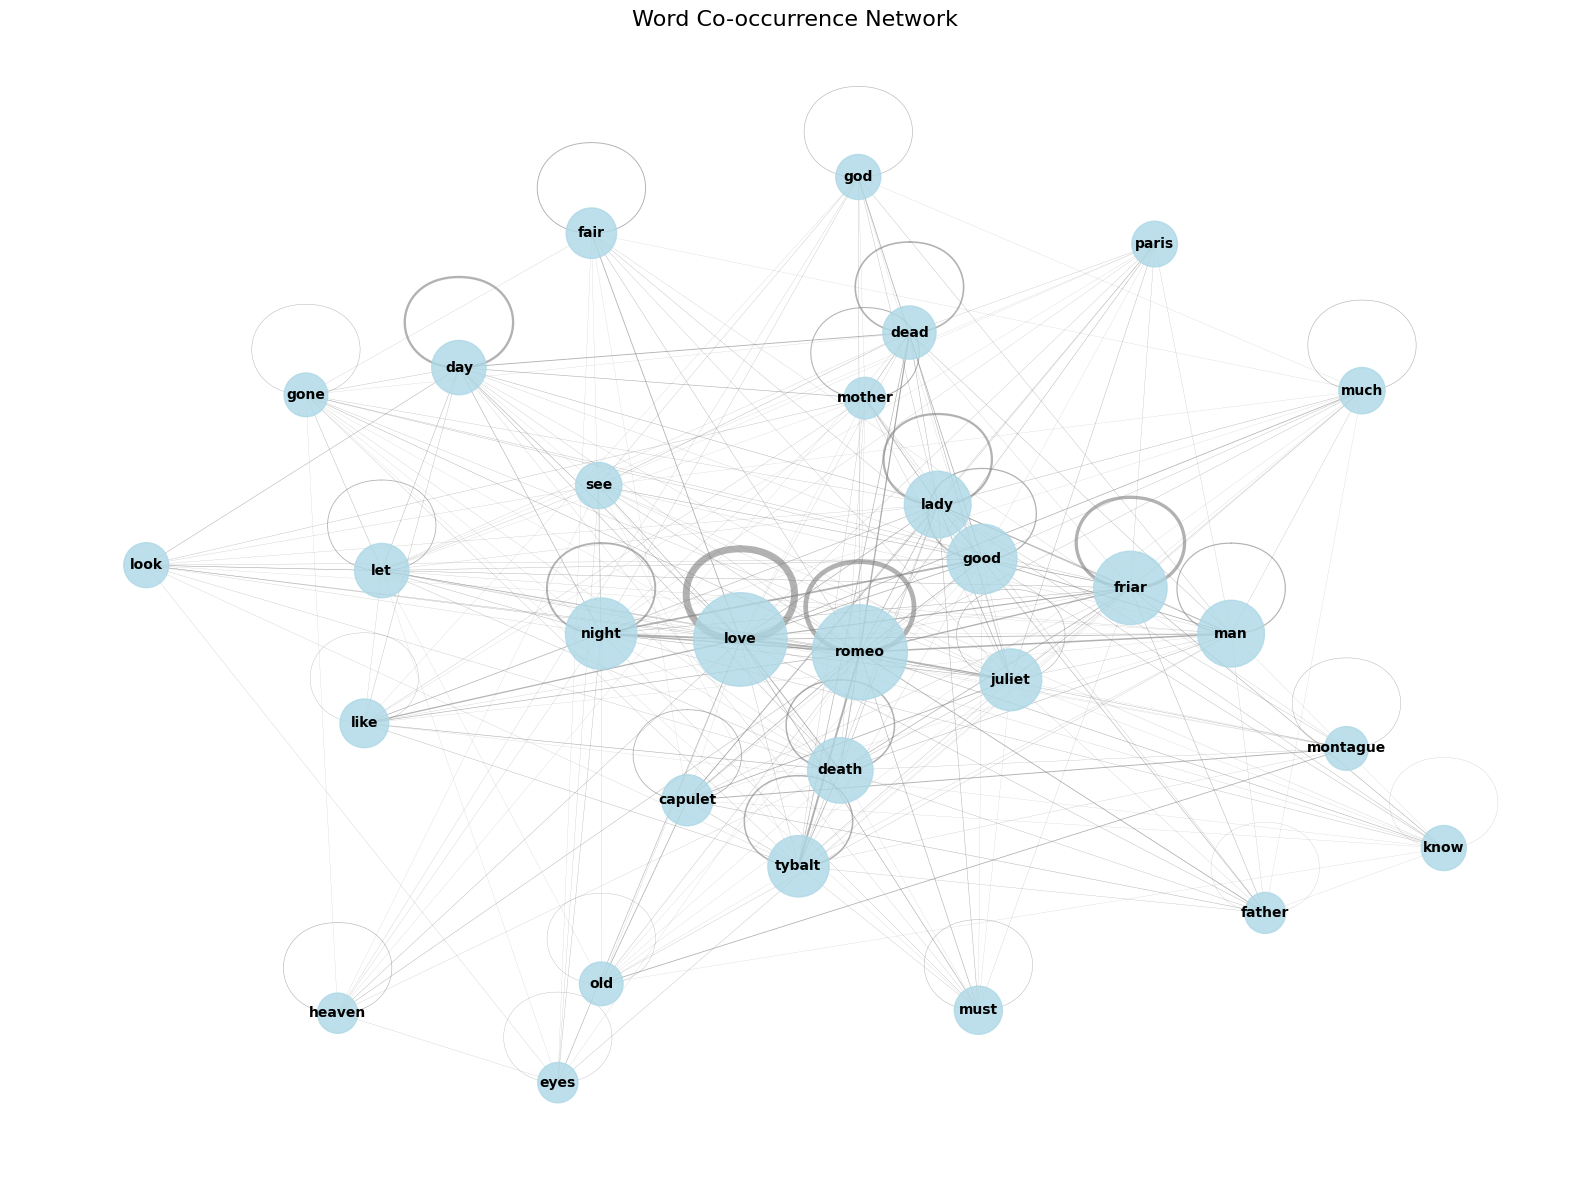 Word Co-occurrence Network
god
fair
paris
dead
day
gone
mother
much
see
lady
good
look
let
friar
night
love
man
romeo
juliet
like
montague
death
capulet
know
tybalt
father
old
must
heaven
eyes